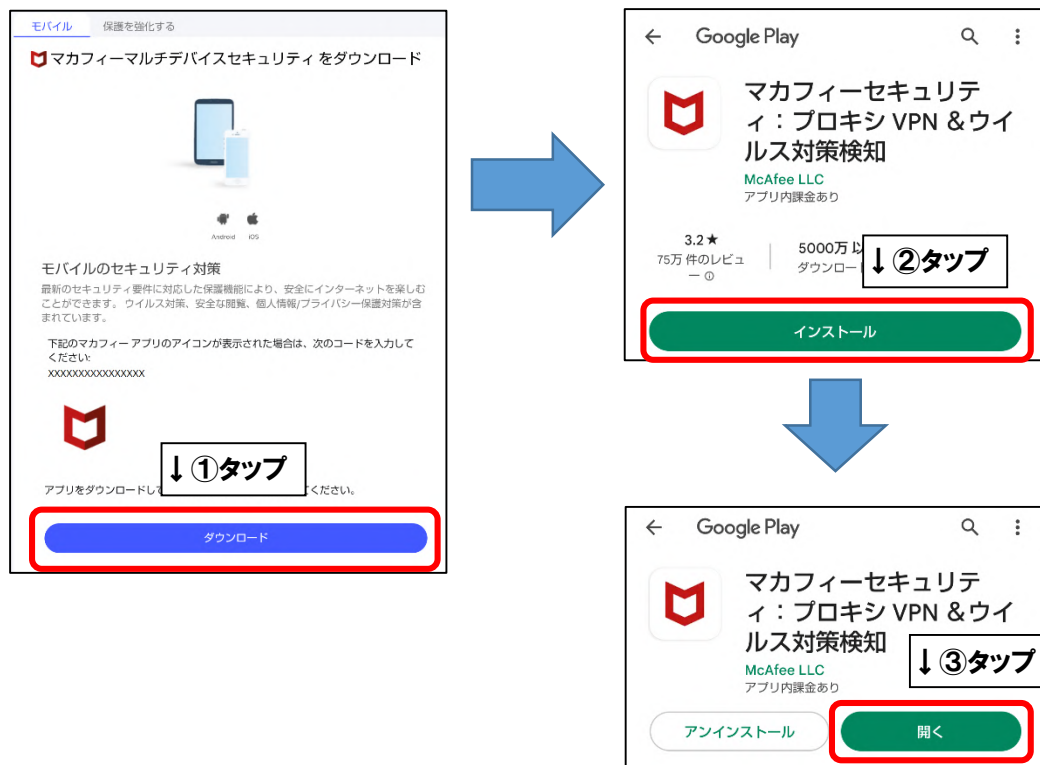 モバイル 保護を強化する
マカフィーマルチデバイスセキュリティ をダウンロード
Android iOS
モバイルのセキュリティ対策
最新のセキュリティ要件に対応した保護機能により、安全にインターネットを楽しむ
ことができます。 ウイルス対策、安全な閲覧、個人情報/プライバシー保護対策が含
まれています。
下記のマカフィー アプリのアイコンが表示された場合は、次のコードを入力して
ください:
XXXXXXXXXXXXXXXX
↓①タップ
アプリをダウンロードして
ください。
ダウンロード
← Google Play
マカフィーセキュリテ
ィ：プロキシ VPN ＆ウイ
ルス対策検知
McAfee LLC
アプリ内課金あり
3.2★
75万 件のレビュ
ー
5000万
ダウンロー
↓②タップ
インストール
← Google Play
マカフィーセキュリテ
ィ：プロキシ VPN ＆ウイ
ルス対策検知
McAfee LLC
アプリ内課金あり
↓③タップ
アンインストール
開く